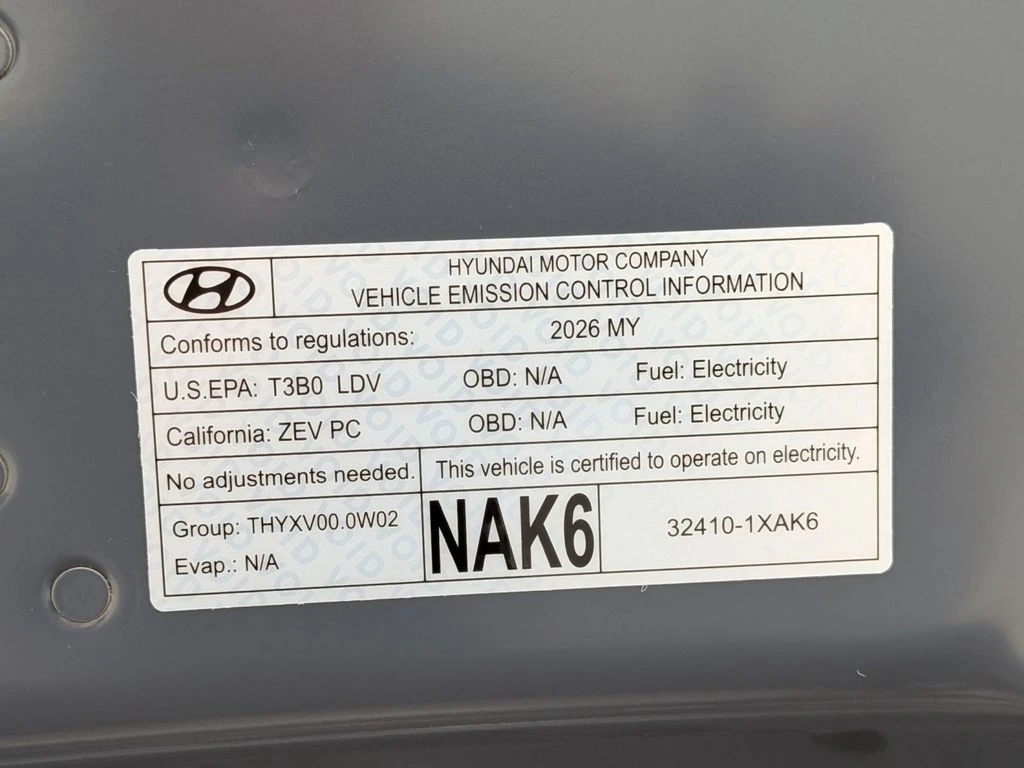 HYUNDAI MOTOR COMPANY
VEHICLE EMISSION CONTROL INFORMATION
Conforms to regulations: 2026 MY
U.S.EPA: T3B0 LDV OBD: N/A Fuel: Electricity
California: ZEV PC OBD: N/A Fuel: Electricity
No adjustments needed. This vehicle is certified to operate on electricity.
Group: THYXV00.0W02
Evap.: N/A
NAK6
32410-1XAK6